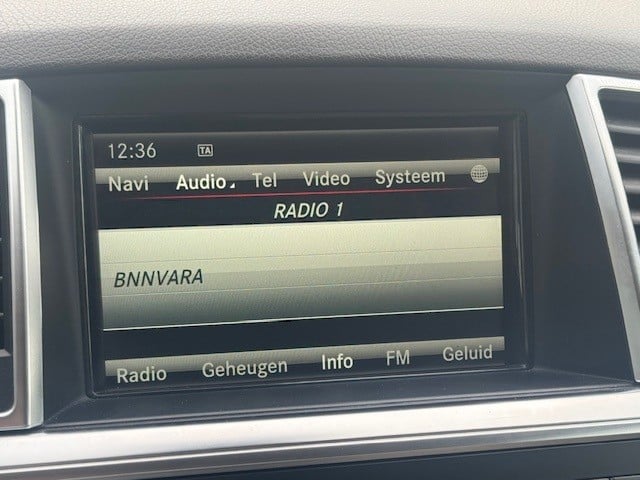 12:36 TA
Navi Audio Tel Video Systeem
RADIO 1
BNNVARA
Radio Geheugen Info FM Geluid